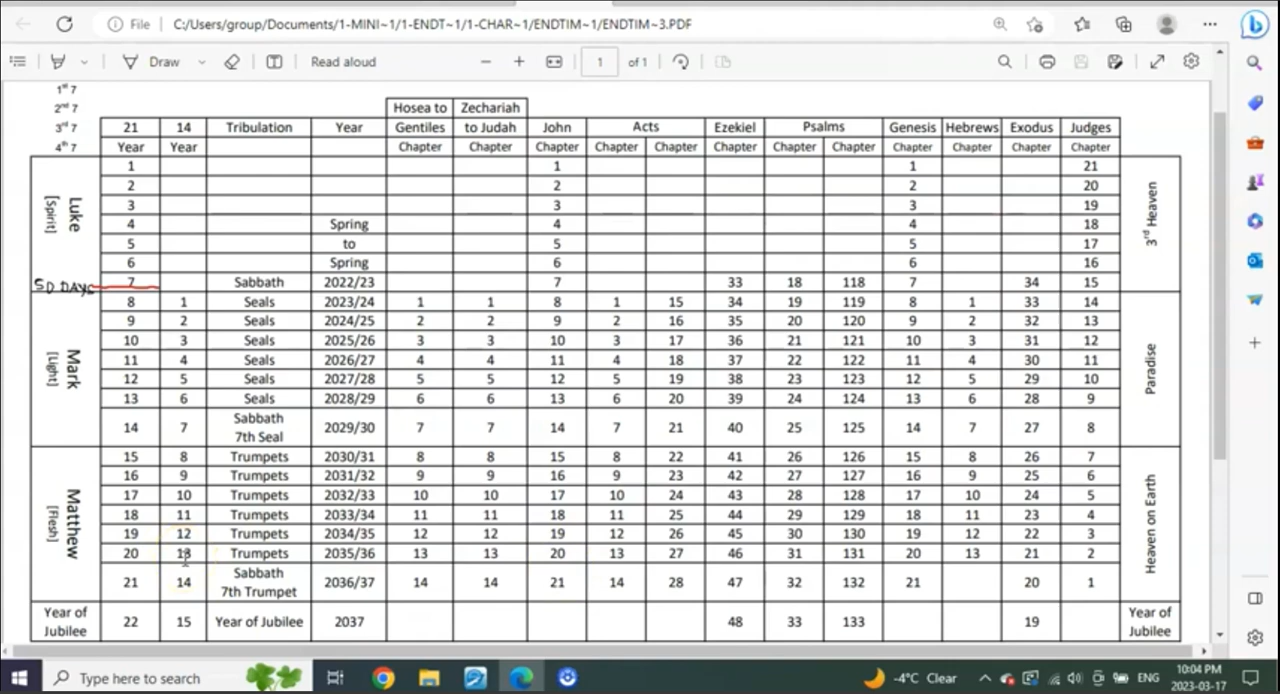 File C:/Users/group/Documents/1-MINI~1/1-ENDT~1/1-CHAR~1/ENDTIM~1/ENDTIM~3.PDF
Draw Read aloud 1 of 1
1st 7
2nd 7 Hosea to Zechariah
3rd 7 21 14 Tribulation Year Gentiles to Judah John Acts Ezekiel Psalms Genesis Hebrews Exodus Judges
4th 7 Year Year Chapter Chapter Chapter Chapter Chapter Chapter Chapter Chapter Chapter Chapter Chapter Chapter
Luke
[Spirit]
1 1 1 21
2 2 2 20
3 3 3 19
4 Spring 4 4 18
5 to 5 5 17
6 Spring 6 6 16
50 DAYS 7 Sabbath 2022/23 7 33 18 118 7 34 15
3rd Heaven
Mark
[Light]
8 1 Seals 2023/24 1 1 8 1 15 34 19 119 8 1 33 14
9 2 Seals 2024/25 2 2 9 2 16 35 20 120 9 2 32 13
10 3 Seals 2025/26 3 3 10 3 17 36 21 121 10 3 31 12
11 4 Seals 2026/27 4 4 11 4 18 37 22 122 11 4 30 11
12 5 Seals 2027/28 5 5 12 5 19 38 23 123 12 5 29 10
13 6 Seals 2028/29 6 6 13 6 20 39 24 124 13 6 28 9
Sabbath
14 7 7th Seal 2029/30 7 7 14 7 21 40 25 125 14 7 27 8
Paradise
Matthew
[Flesh]
15 8 Trumpets 2030/31 8 8 15 8 22 41 26 126 15 8 26 7
16 9 Trumpets 2031/32 9 9 16 9 23 42 27 127 16 9 25 6
17 10 Trumpets 2032/33 10 10 17 10 24 43 28 128 17 10 24 5
18 11 Trumpets 2033/34 11 11 18 11 25 44 29 129 18 11 23 4
19 12 Trumpets 2034/35 12 12 19 12 26 45 30 130 19 12 22 3
20 13 Trumpets 2035/36 13 13 20 13 27 46 31 131 20 13 21 2
Sabbath
21 14 7th Trumpet 2036/37 14 14 21 14 28 47 32 132 21 20 1
Heaven on Earth
Year of Jubilee 22 15 Year of Jubilee 2037 48 33 133 19 Year of Jubilee
Type here to search -4°C Clear ENG 10:04 PM
2023-03-17